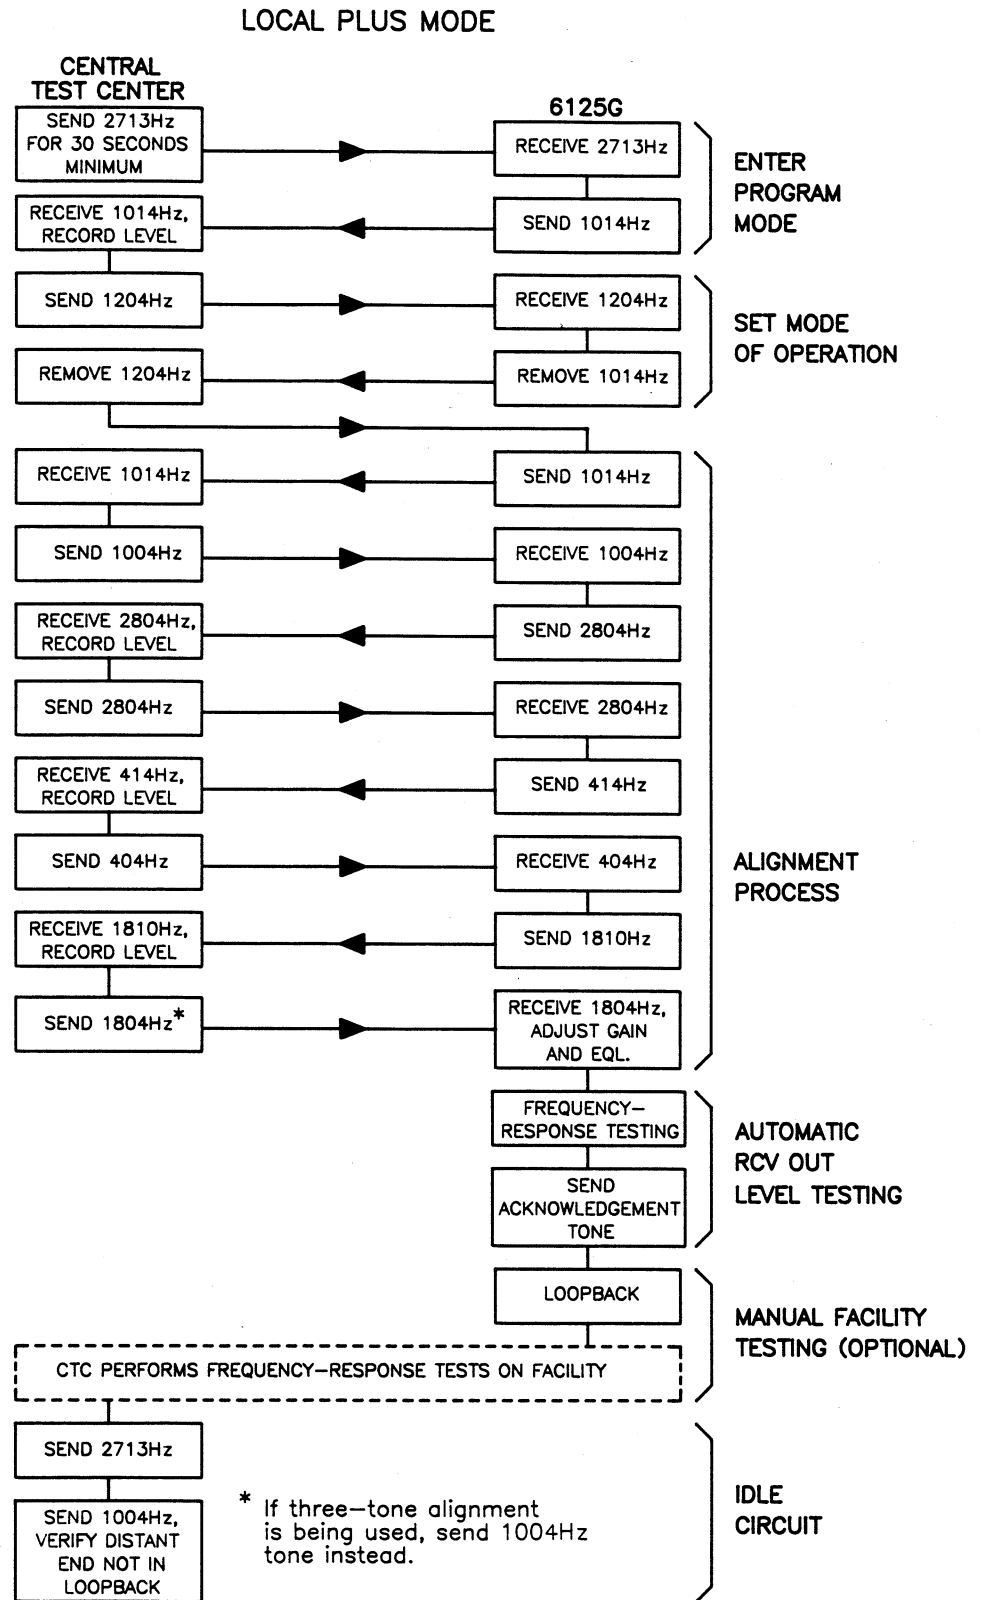 LOCAL PLUS MODE
CENTRAL
TEST CENTER
6125G
SEND 2713Hz
FOR 30 SECONDS
MINIMUM
RECEIVE 2713Hz
ENTER
PROGRAM
MODE
RECEIVE 1014Hz,
RECORD LEVEL
SEND 1014Hz
SEND 1204Hz
RECEIVE 1204Hz
SET MODE
OF OPERATION
REMOVE 1204Hz
REMOVE 1014Hz
RECEIVE 1014Hz
SEND 1014Hz
SEND 1004Hz
RECEIVE 1004Hz
RECEIVE 2804Hz,
RECORD LEVEL
SEND 2804Hz
SEND 2804Hz
RECEIVE 2804Hz
RECEIVE 414Hz,
RECORD LEVEL
SEND 414Hz
SEND 404Hz
RECEIVE 404Hz
ALIGNMENT
PROCESS
RECEIVE 1810Hz,
RECORD LEVEL
SEND 1810Hz
SEND 1804Hz*
RECEIVE 1804Hz,
ADJUST GAIN
AND EQL.
FREQUENCY–
RESPONSE TESTING
SEND
ACKNOWLEDGEMENT
TONE
AUTOMATIC
RCV OUT
LEVEL TESTING
LOOPBACK
MANUAL FACILITY
TESTING (OPTIONAL)
CTC PERFORMS FREQUENCY–RESPONSE TESTS ON FACILITY
SEND 2713Hz
SEND 1004Hz,
VERIFY DISTANT
END NOT IN
LOOPBACK
* If three–tone alignment
is being used, send 1004Hz
tone instead.
IDLE
CIRCUIT